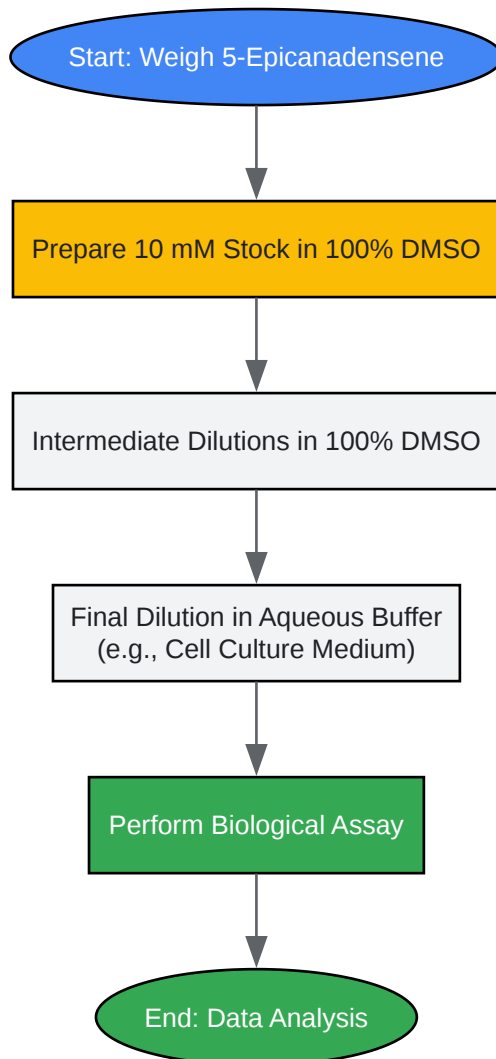 Start: Weigh 5-Epicanadensene
Prepare 10 mM Stock in 100% DMSO
Intermediate Dilutions in 100% DMSO
Final Dilution in Aqueous Buffer
(e.g., Cell Culture Medium)
Perform Biological Assay
End: Data Analysis